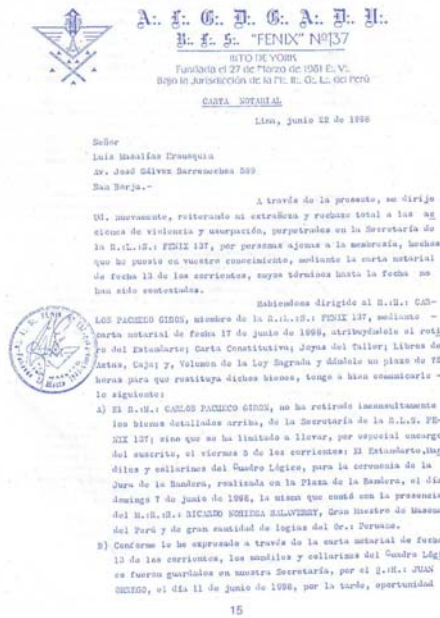 A∴ L∴ G∴ D∴ G∴ A∴ D∴ U∴
R∴ L∴ S∴ "FENIX" Nº137
RITO DE YORK
Fundada el 27 de Marzo de 1981 E∴ V∴
Bajo la Jurisdicción de la M∴ R∴ G∴ L∴ del Perú
CARTA NOTARIAL
Lima, junio 22 de 1998
Señor
Luis
Av. José Gálvez Barrenechea 599
San Borja.-
A través de la presente, me dirijo
Ud. nuevamente, reiterando mi extrañeza y rechazo total a las ac
ciones de violencia y usurpación, perpetradas en la Secretaría de
la R.:L.:S.: FENIX 137, por personas ajenas a la membresía, hechos
que he puesto en vuestro conocimiento, mediante la carta notarial
de fecha 13 de los corrientes, cuyos términos hasta la fecha no
han sido contestados.
Habiéndose dirigido al R.:H.: CAR-
LOS PACHECO GIRON, miembro de la R.:L.:S.: FENIX 137, mediante -
carta notarial de fecha 17 de junio de 1998, atribuyéndole el reti
ro del Estandarte; Carta Constitutiva; Joyas del Taller; Libros de
Actas, Caja; y, Volumen de la Ley Sagrada y dándole un plazo de 72
horas para que restituya dichos bienes, tengo a bien comunicarle -
lo siguiente:
A) El R.:H.: CARLOS PACHECO GIRON, no ha retirado inconsultamente
los bienes detallados arriba, de la Secretaría de la R.L.S. FE-
NIX 137; sino que se ha limitado a llevar, por especial encargo
del suscrito, el viernes 5 de los corrientes: El Estandarte, Man
diles y collarines del Cuadro Lógico, para la ceremonia de la
Jura de la Bandera, realizada en la Plaza de la Bandera, el día
domingo 7 de junio de 1998, la misma que contó con la presencia
del M.:R.:H.: RICARDO NORIEGA SALAVERRY, Gran Maestro de Masones
del Perú y de gran cantidad de logias del Or.: Peruano.
B) Conforme lo he expresado a través de la carta notarial de fecha
13 de los corrientes, los mandiles y collarines del Cuadro Lógi
co fueron guardados en nuestra Secretaría, por el Q.:H.: JUAN
el día 11 de junio de 1998, por la tarde, oportunidad
15